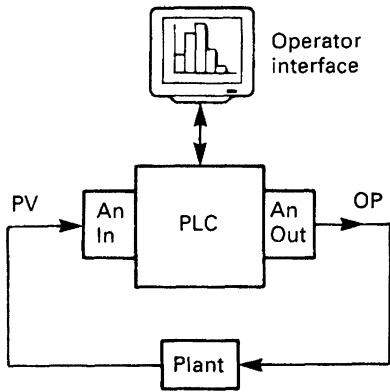 Operator
interface
PV
An
In
PLC
An
Out
OP
Plant